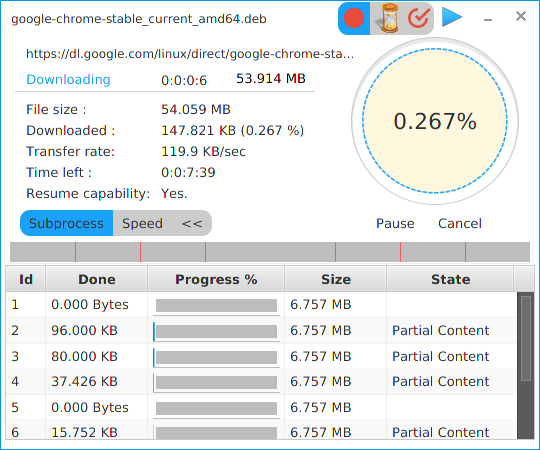 google-chrome-stable_current_amd64.deb
https://dl.google.com/linux/direct/google-chrome-sta...
Downloading 0:0:0:6 53.914 MB
File size : 54.059 MB
Downloaded : 147.821 KB (0.267 %)
Transfer rate: 119.9 KB/sec
Time left : 0:0:7:39
Resume capability: Yes.
0.267%
Subprocess Speed << Pause Cancel
Id Done Progress % Size State
1 0.000 Bytes 6.757 MB
2 96.000 KB 6.757 MB Partial Content
3 80.000 KB 6.757 MB Partial Content
4 37.426 KB 6.757 MB Partial Content
5 0.000 Bytes 6.757 MB
6 15.752 KB 6.757 MB Partial Content